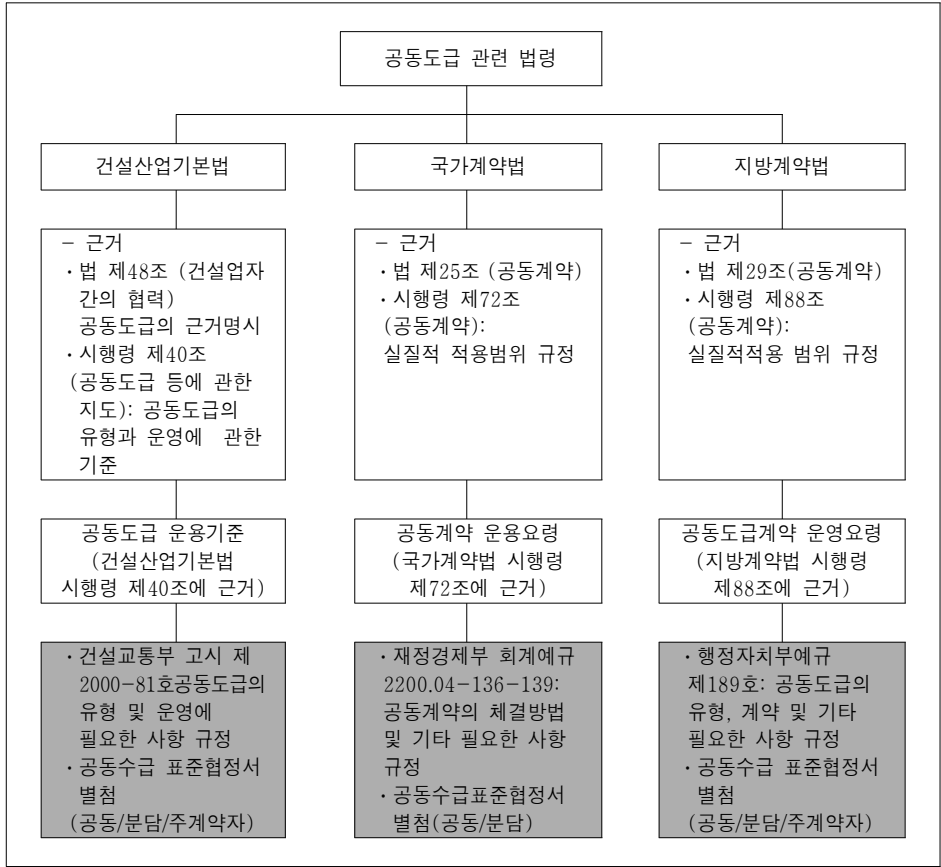 공동도급 관련 법령
건설산업기본법
국가계약법
지방계약법
- 근거
·법 제48조 (건설업자
간의 협력)
공동도급의 근거명시
·시행령 제40조
(공동도급 등에 관한
지도): 공동도급의
유형과 운영에 관한
기준
- 근거
·법 제25조 (공동계약)
·시행령 제72조
(공동계약):
실질적 적용범위 규정
- 근거
·법 제29조(공동계약)
·시행령 제88조
(공동계약):
실질적적용 범위 규정
공동도급 운용기준
(건설산업기본법
시행령 제40조에 근거)
공동계약 운용요령
(국가계약법 시행령
제72조에 근거)
공동도급계약 운영요령
(지방계약법 시행령
제88조에 근거)
·건설교통부 고시 제
2000-81호공동도급의
유형 및 운영에
필요한 사항 규정
·공동수급 표준협정서
별첨
(공동/분담/주계약자)
·재정경제부 회계예규
2200.04-136-139:
공동계약의 체결방법
및 기타 필요한 사항
규정
·공동수급표준협정서
별첨(공동/분담)
·행정자치부예규
제189호: 공동도급의
유형, 계약 및 기타
필요한 사항 규정
·공동수급 표준협정서
별첨
(공동/분담/주계약자)